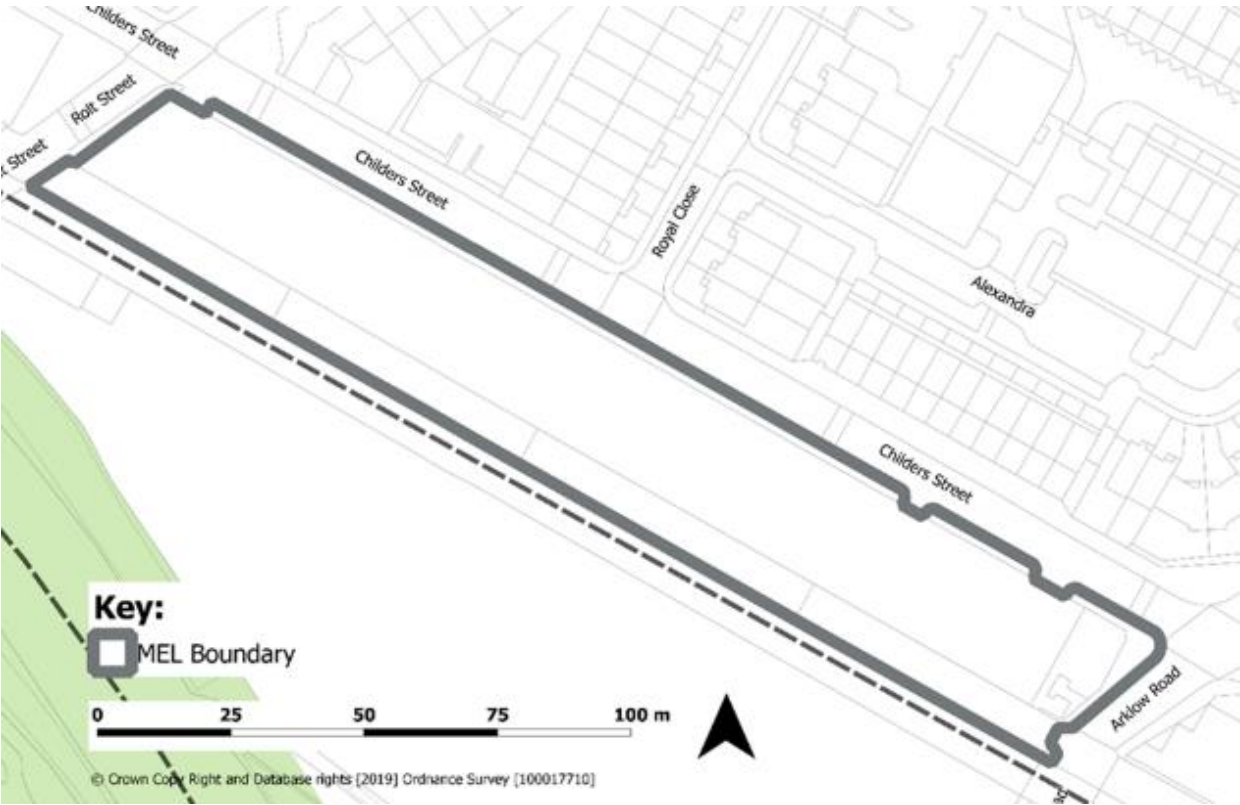 Childers Street
Rolt Street
Street
Childers Street
Royal Close
Alexandra
Childers Street
Arklow Road
Key:
MEL Boundary
0 25 50 75 100 m
© Crown Copy Right and Database rights [2019] Ordnance Survey [100017710]